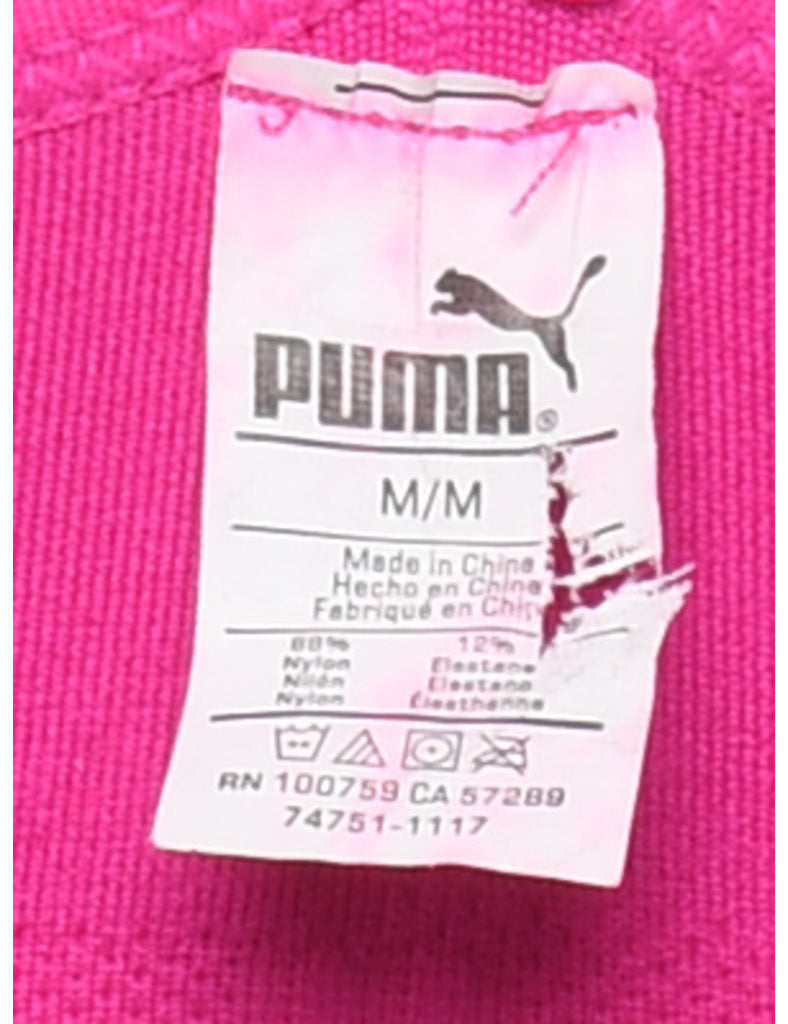 PUMA®
M/M
Made in China
Hecho en China
Fabriqué en Chin
88% 12%
Nylon Elastane
Nilón Elastano
Nylon Élasthanne
RN 100759 CA 57289
74751-1117